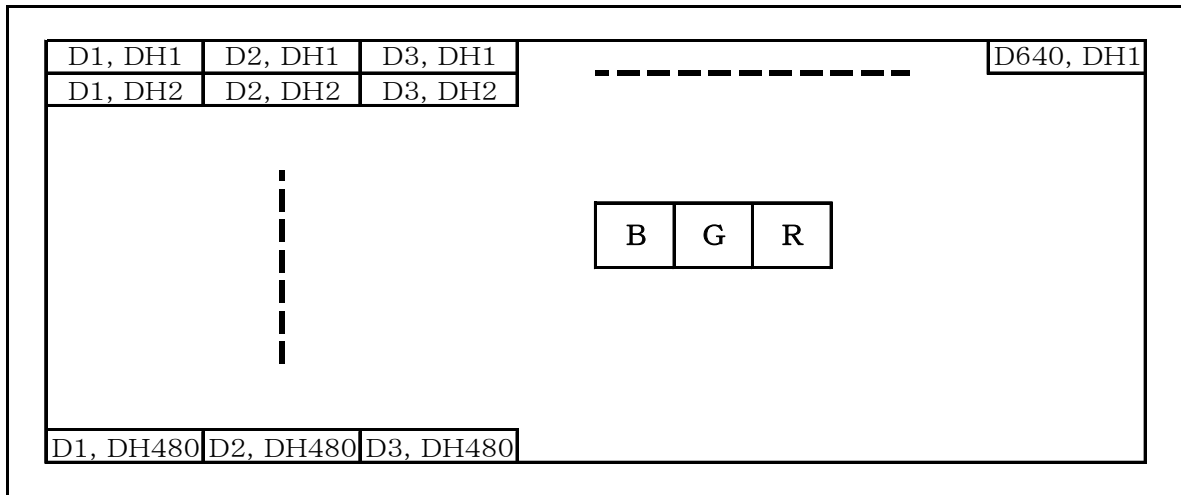 D1, DH1 D2, DH1 D3, DH1 D640, DH1
D1, DH2 D2, DH2 D3, DH2
B G R
D1, DH480 D2, DH480 D3, DH480